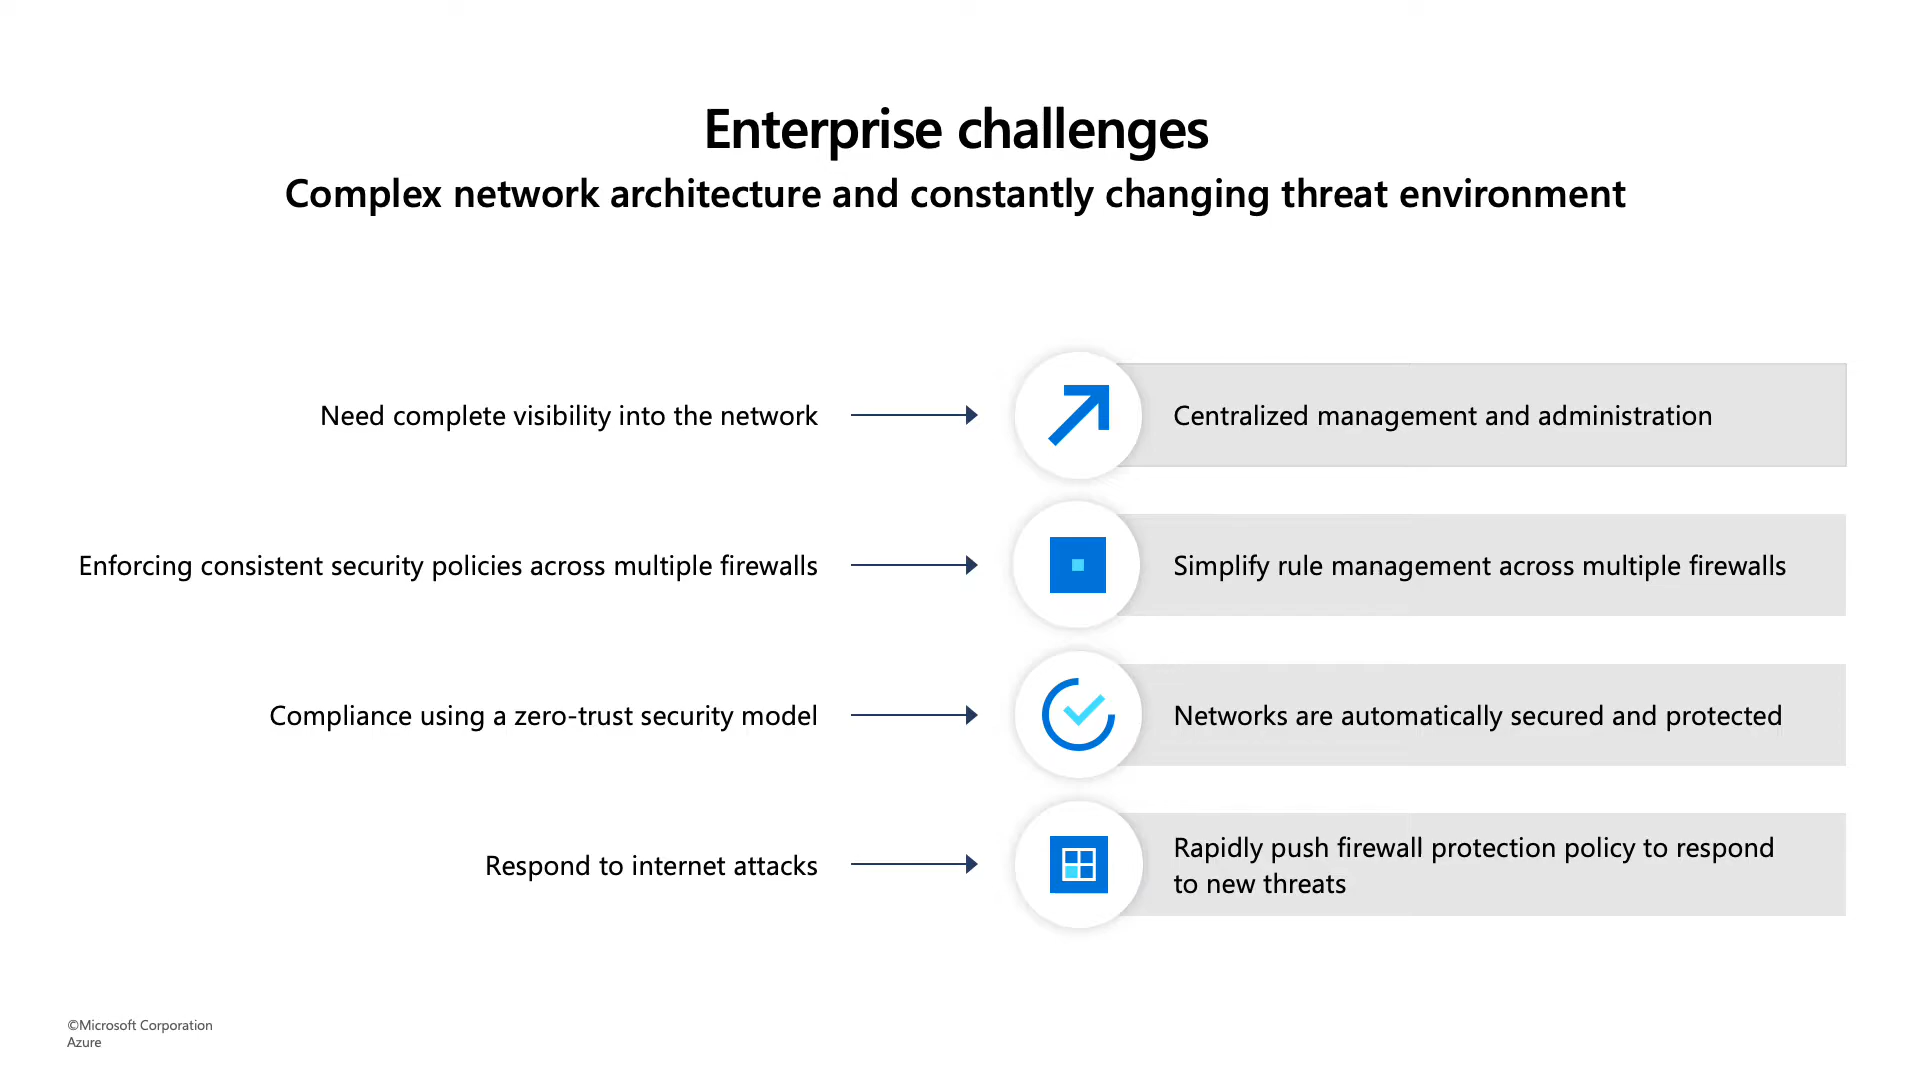 Enterprise challenges
Complex network architecture and constantly changing threat environment
Need complete visibility into the network
Centralized management and administration
Enforcing consistent security policies across multiple firewalls
Simplify rule management across multiple firewalls
Compliance using a zero-trust security model
Networks are automatically secured and protected
Respond to internet attacks
Rapidly push firewall protection policy to respond
to new threats
©Microsoft Corporation
Azure